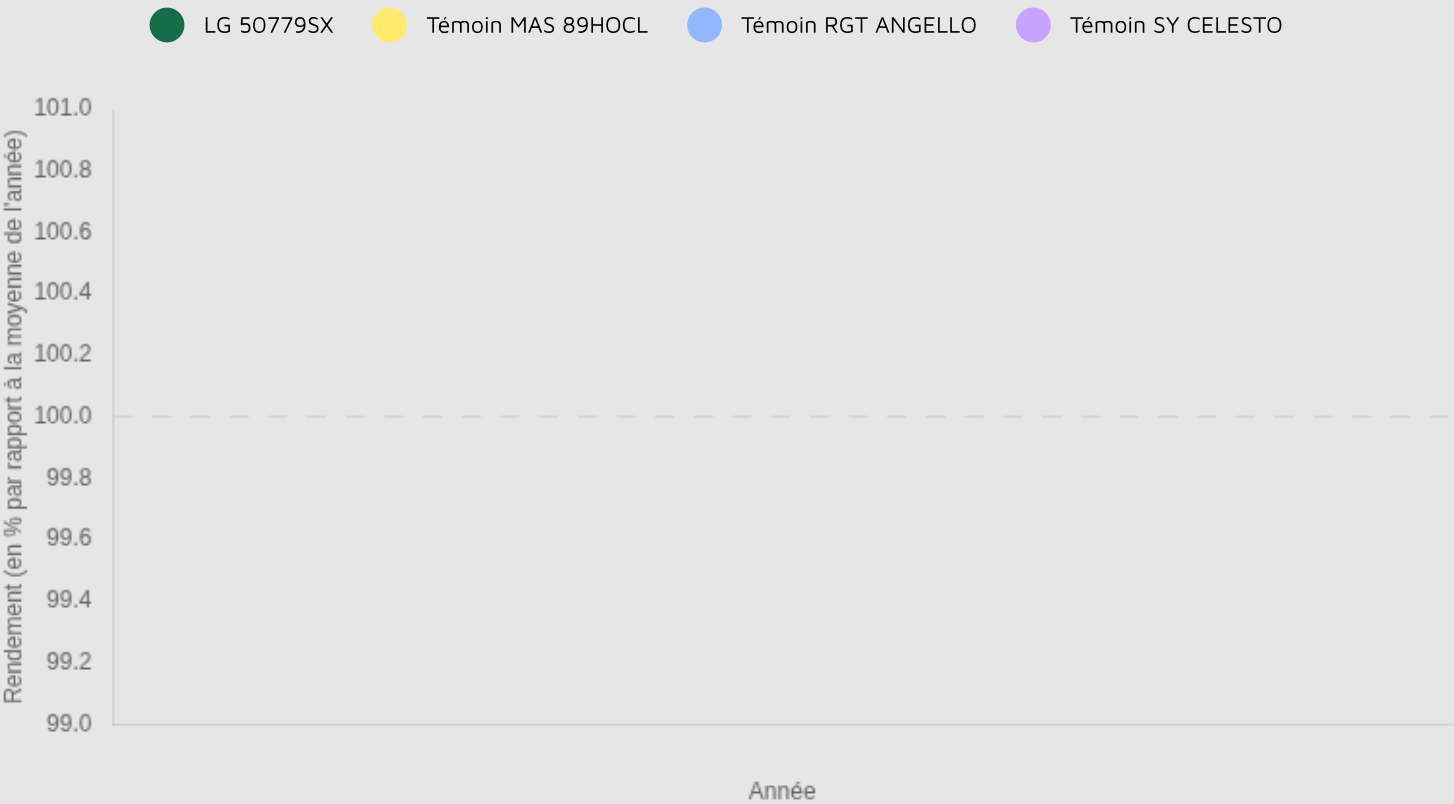 LG 50779SX
Témoin MAS 89HOCL
Témoin RGT ANGELLO
Témoin SY CELESTO
Rendement (en % par rapport à la moyenne de l'année)
101.0
100.8
100.6
100.4
100.2
100.0
99.8
99.6
99.4
99.2
99.0
Année